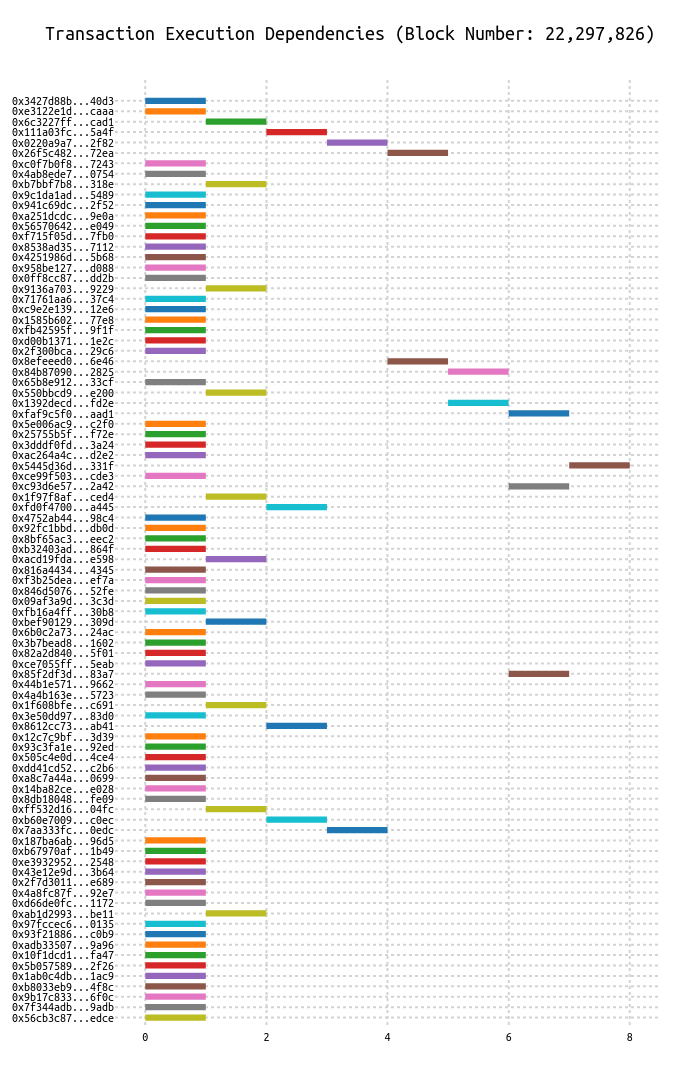 Transaction Execution Dependencies (Block Number: 22,297,826)
0x3427d88b...40d3
0xe3122e1d...caaa
0x6c3227ff...cad1
0x111a03fc...5a4f
0x0220a9a7...2f82
0x26f5c482...72ea
0xc0f7b0f8...7243
0x4ab8ede7...0754
0xb7bbf7b8...318e
0x9c1da1ad...5489
0x941c69dc...2f52
0xa251dcdc...9e0a
0x56570642...e049
0xf715f05d...7fb0
0x8538ad35...7112
0x4251986d...5b68
0x958be127...d088
0x0ff8cc87...dd2b
0x9136a703...9229
0x71761aa6...37c4
0xc9e2e139...12e6
0x1585b602...77e8
0xfb42595f...9f1f
0xd00b1371...1e2c
0x2f300bca...29c6
0x8efeeed0...6e46
0x84b87090...2825
0x65b8e912...33cf
0x550bbcd9...e200
0x1392decd...fd2e
0xfaf9c5f0...aad1
0x5e006ac9...c2f0
0x25755b5f...f72e
0x3dddf0fd...3a24
0xac264a4c...d2e2
0x5445d36d...331f
0xce99f503...cde3
0xc93d6e57...2a42
0x1f97f8af...ced4
0xfd0f4700...a445
0x4752ab44...98c4
0x92fc1bbd...db0d
0x8bf65ac3...eec2
0xb32403ad...864f
0xacd19fda...e598
0x816a4434...4345
0xf3b25dea...ef7a
0x846d5076...52fe
0x09af3a9d...3c3d
0xfb16a4ff...30b8
0xbef90129...309d
0x6b0c2a73...24ac
0x3b7bead8...1602
0x82a2d840...5f01
0xce7055ff...5eab
0x85f2df3d...83a7
0x44b1e571...9662
0x4a4b163e...5723
0x1f608bfe...c691
0x3e50dd97...83d0
0x8612cc73...ab41
0x12c7c9bf...3d39
0x93c3fa1e...92ed
0x505c4e0d...4ce4
0xdd41cd52...c2b6
0xa8c7a44a...0699
0x14ba82ce...e028
0x8db18048...fe09
0xff532d16...04fc
0xb60e7009...c0ec
0x7aa333fc...0edc
0x187ba6ab...96d5
0xb67970af...1b49
0xe3932952...2548
0x43e12e9d...3b64
0x2f7d3011...e689
0x4a8fc87f...92e7
0xd66de0fc...1172
0xab1d2993...be11
0x97fccec6...0135
0x93f21886...c0b9
0xadb33507...9a96
0x10f1dcd1...fa47
0x5b057589...2f26
0x1ab0c4db...1ac9
0xb8033eb9...4f8c
0x9b17c833...6f0c
0x7f344adb...9adb
0x56cb3c87...edce
0 2 4 6 8